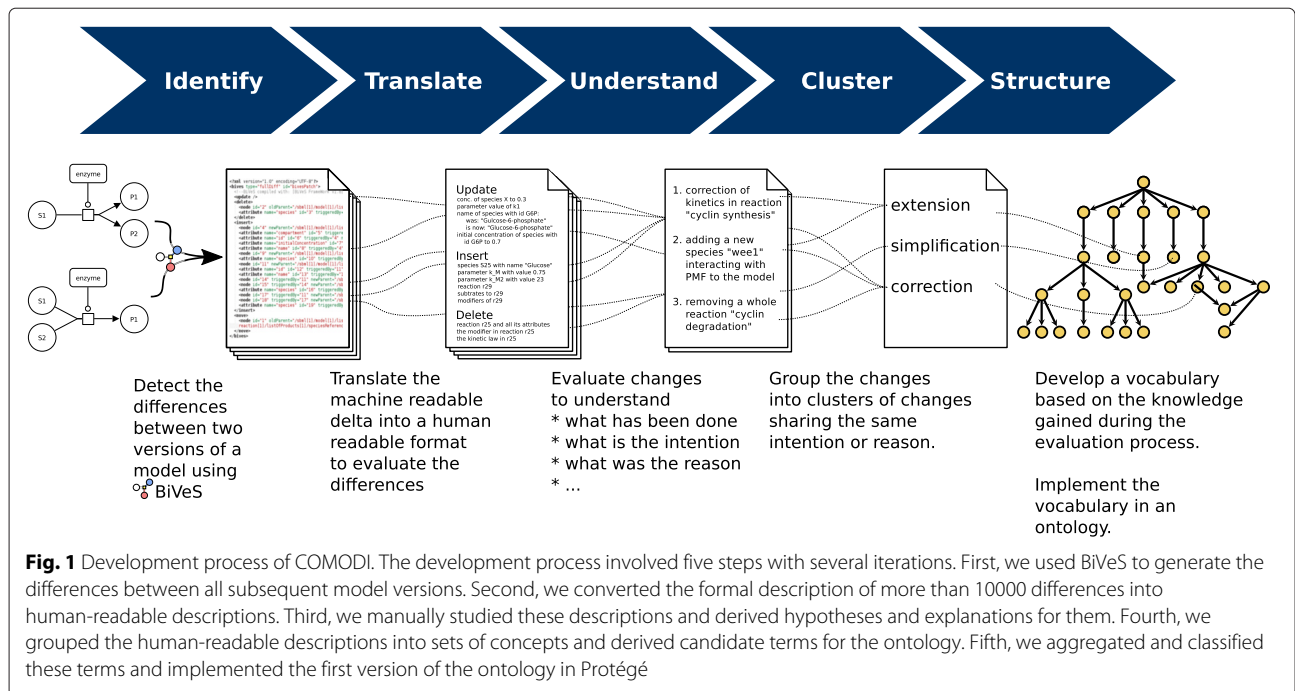 Identify
Translate
Understand
Cluster
Structure
enzyme
S1
P1
P2
enzyme
S1
S2
P1
Update
conc. of species X to 0.3
parameter value of k1
name of species with id G6P:
was: "Gulcose-6-phosphate"
is now: "Glucose-6-phosphate"
initial concentration of species with
id G6P to 0.7
Insert
species S25 with name "Glucose"
parameter k_M with value 0.75
parameter k_M2 with value 23
reaction r29
subtrates to r29
modifiers of r29
Delete
reaction r25 and all its attributes
the modifier in reaction r25
the kinetic law in r25
1. correction of
kinetics in reaction
"cyclin synthesis"
2. adding a new
species "wee1"
interacting with
PMF to the model
3. removing a whole
reaction "cyclin
degradation"
extension
simplification
correction
Detect the
differences
between two
versions of a
model using
BiVeS
Translate the
machine readable
delta into a human
readable format
to evaluate the
differences
Evaluate changes
to understand
* what has been done
* what is the intention
* what was the reason
* ...
Group the changes
into clusters of changes
sharing the same
intention or reason.
Develop a vocabulary
based on the knowledge
gained during the
evaluation process.
Implement the
vocabulary in an
ontology.
Fig. 1 Development process of COMODI. The development process involved five steps with several iterations. First, we used BiVeS to generate the
differences between all subsequent model versions. Second, we converted the formal description of more than 10000 differences into
human-readable descriptions. Third, we manually studied these descriptions and derived hypotheses and explanations for them. Fourth, we
grouped the human-readable descriptions into sets of concepts and derived candidate terms for the ontology. Fifth, we aggregated and classified
these terms and implemented the first version of the ontology in Protégé